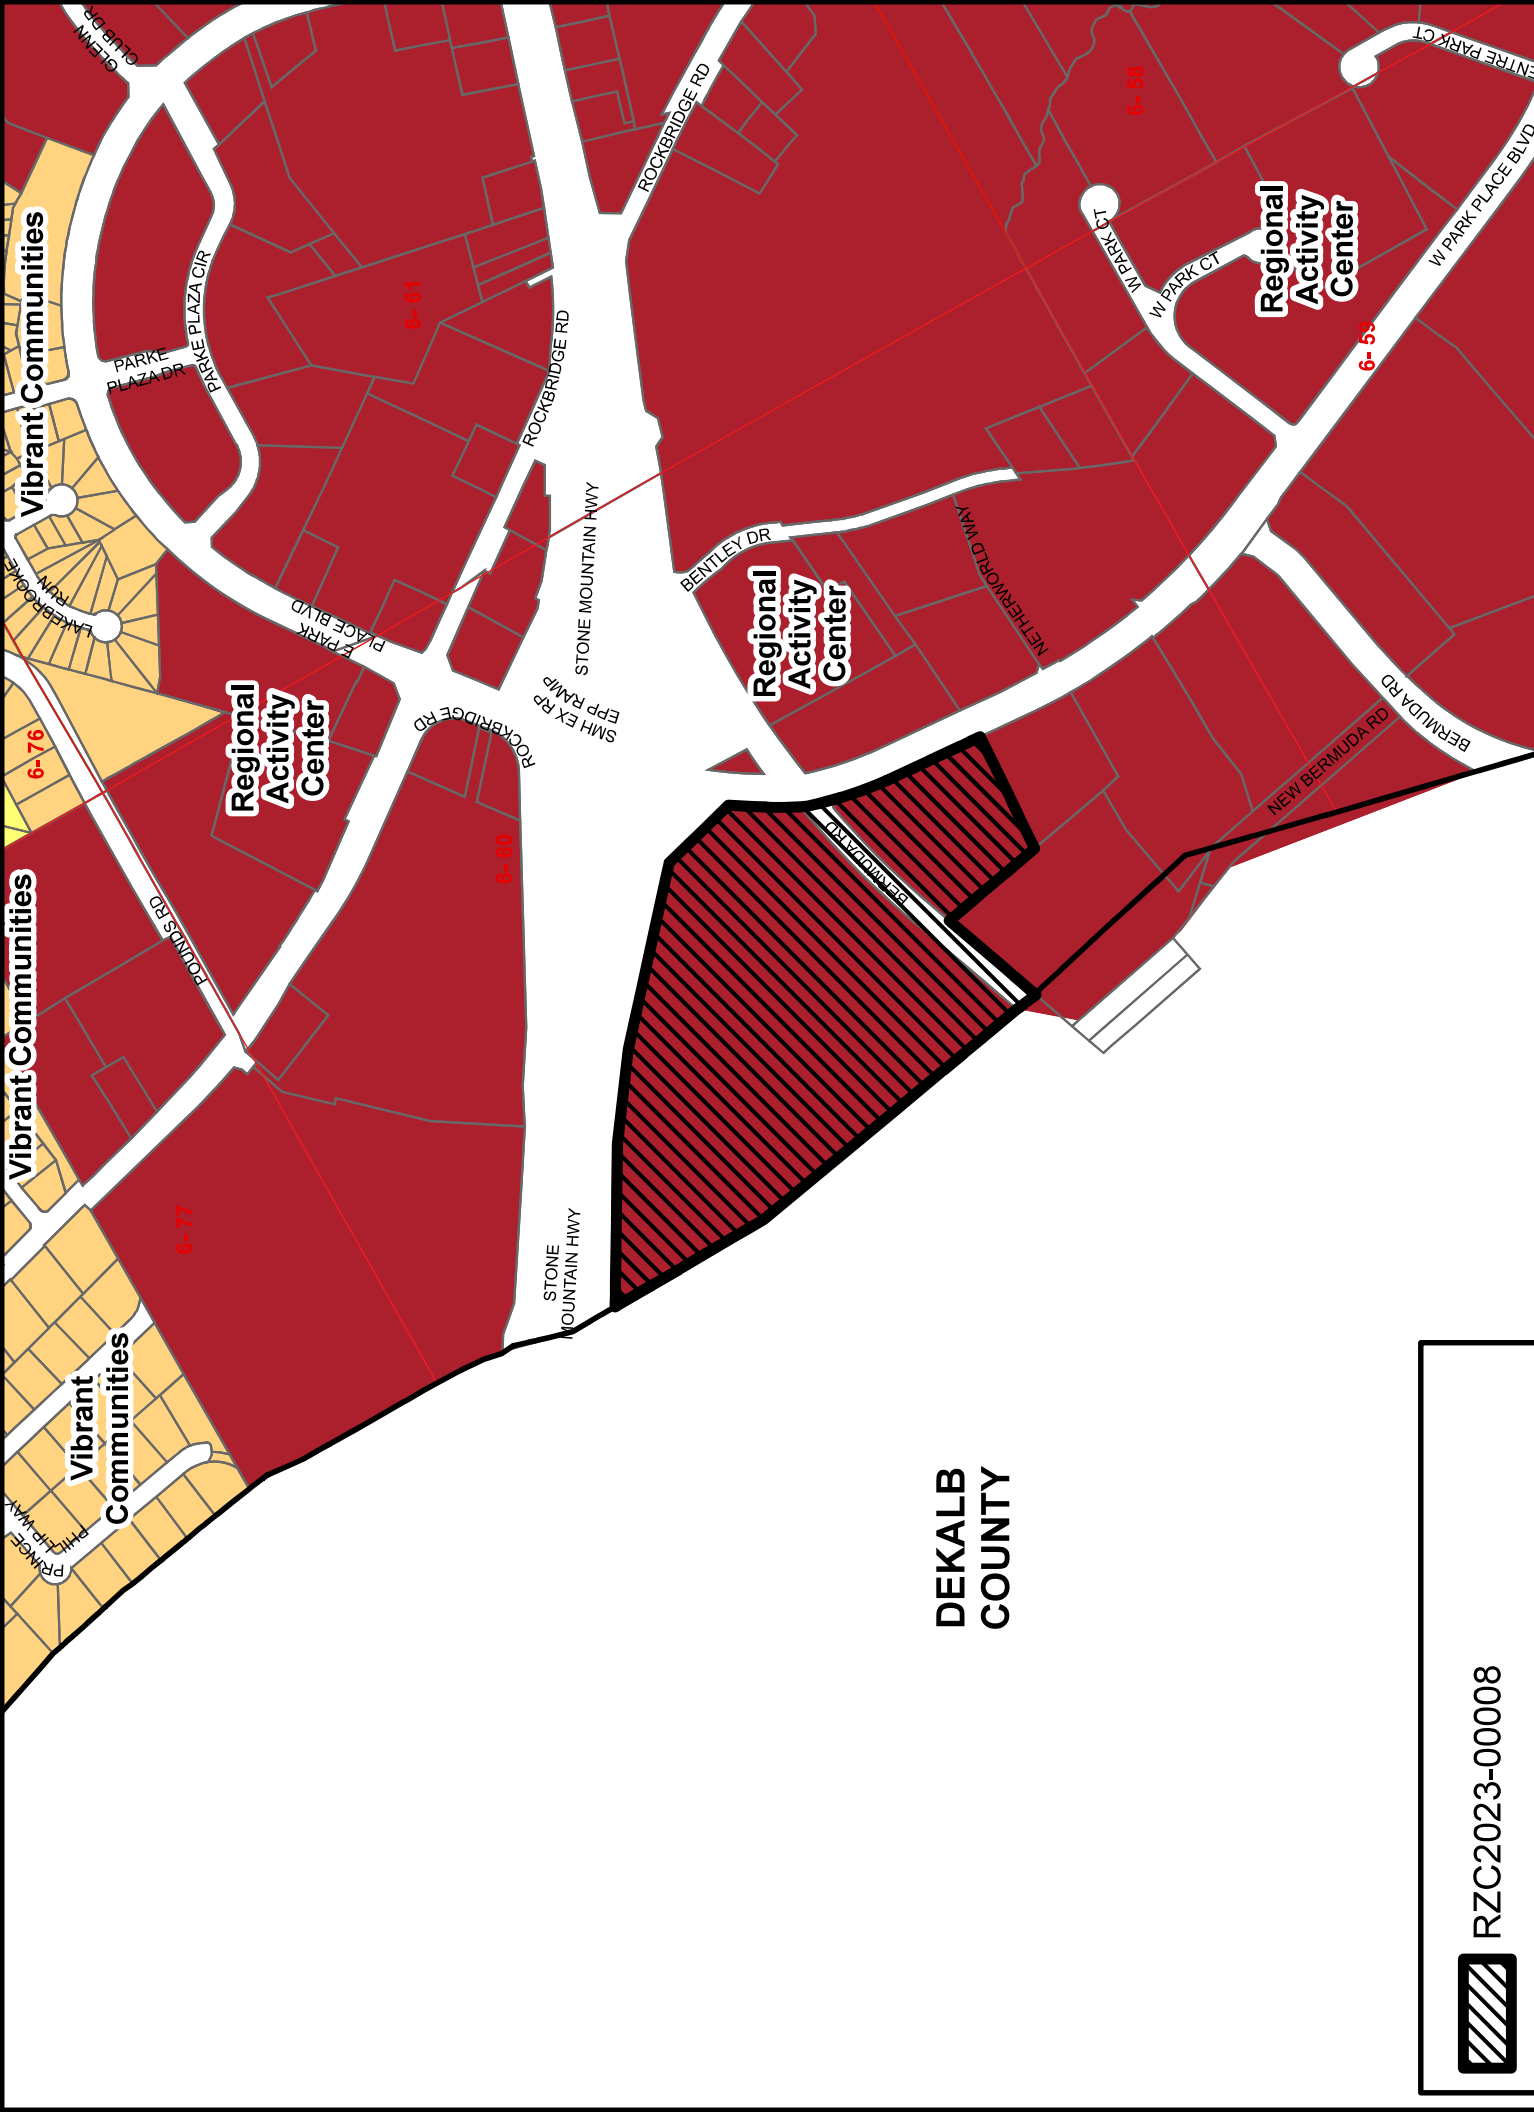 GLENN
CLUB DR
Vibrant Communities
PARKE PLAZA CIR
PARKE
PLAZA DR
6-61
ROCKBRIDGE RD
ROCKBRIDGE RD
6-58
ENTRE PARK CT
W PARK CT
W PARK CT
Regional
Activity
Center
W PARK PLACE BLVD
6-59
LAKEBROOKE
RUN
E PARK
PLACE BLVD
STONE MOUNTAIN HWY
SMH EX RP
EPP RAMP
BENTLEY DR
NETHERWORLD WAY
Regional
Activity
Center
BERMUDA RD
NEW BERMUDA RD
6-76
Regional
Activity
Center
ROCKBRIDGE RD
6-60
BERMUDA RD
POUNDS RD
Vibrant Communities
6-77
STONE
MOUNTAIN HWY
Vibrant
Communities
PRINCE
PHILLIP WAY
DEKALB
COUNTY
RZC2023-00008